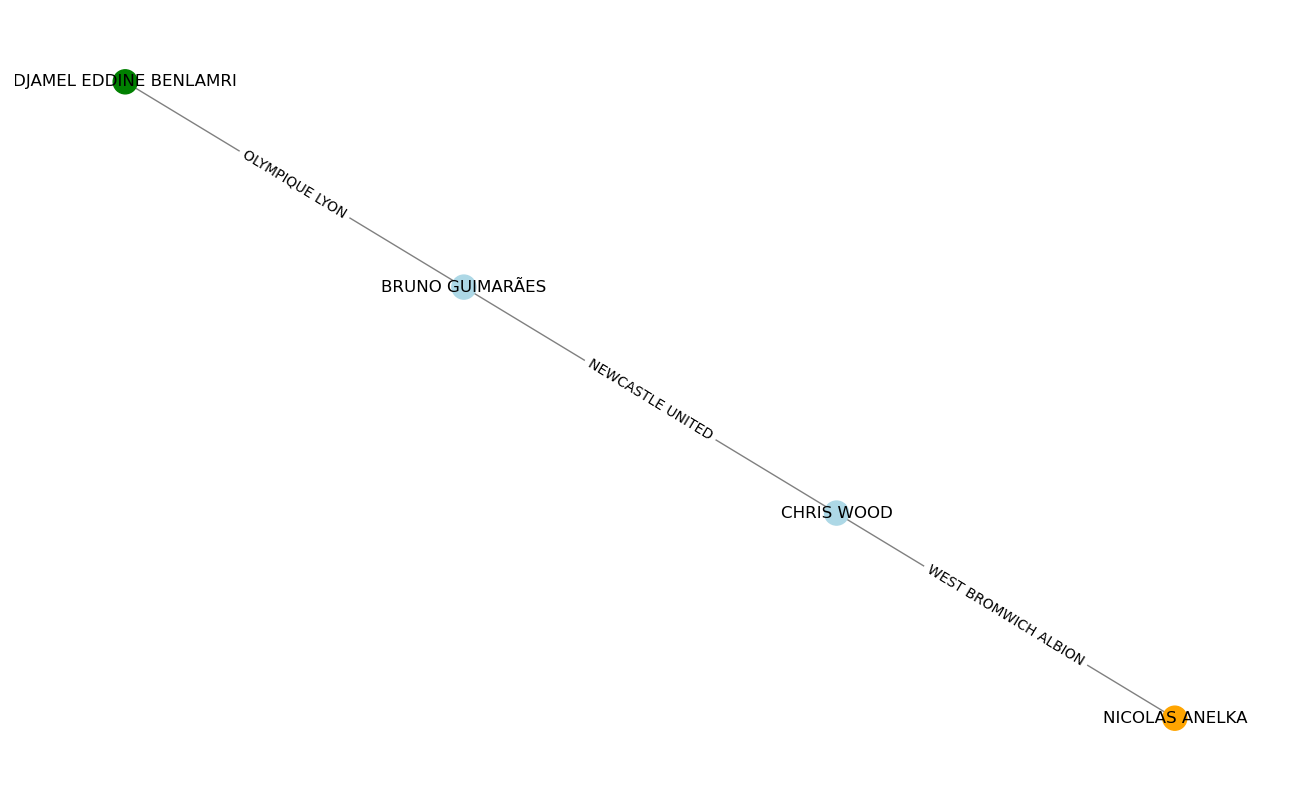 DJAMEL EDDINE BENLAMRI
OLYMPIQUE LYON
BRUNO GUIMARÃES
NEWCASTLE UNITED
CHRIS WOOD
WEST BROMWICH ALBION
NICOLAS ANELKA